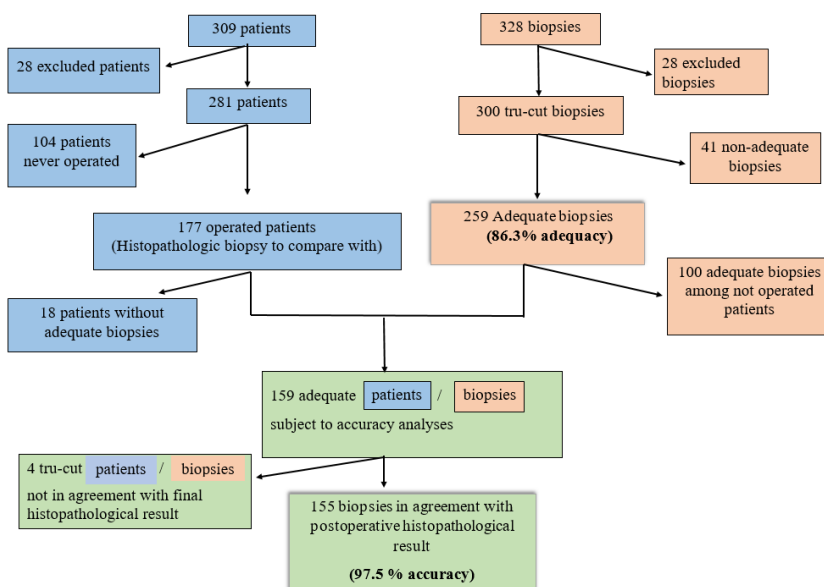 309 patients
328 biopsies
28 excluded patients
28 excluded
biopsies
281 patients
300 tru-cut biopsies
104 patients
never operated
41 non-adequate
biopsies
177 operated patients
(Histopathologic biopsy to compare with)
259 Adequate biopsies
(86.3% adequacy)
100 adequate biopsies
among not operated
patients
18 patients without
adequate biopsies
159 adequate patients / biopsies
subject to accuracy analyses
4 tru-cut patients / biopsies
not in agreement with final
histopathological result
155 biopsies in agreement with
postoperative histopathological
result
(97.5 % accuracy)